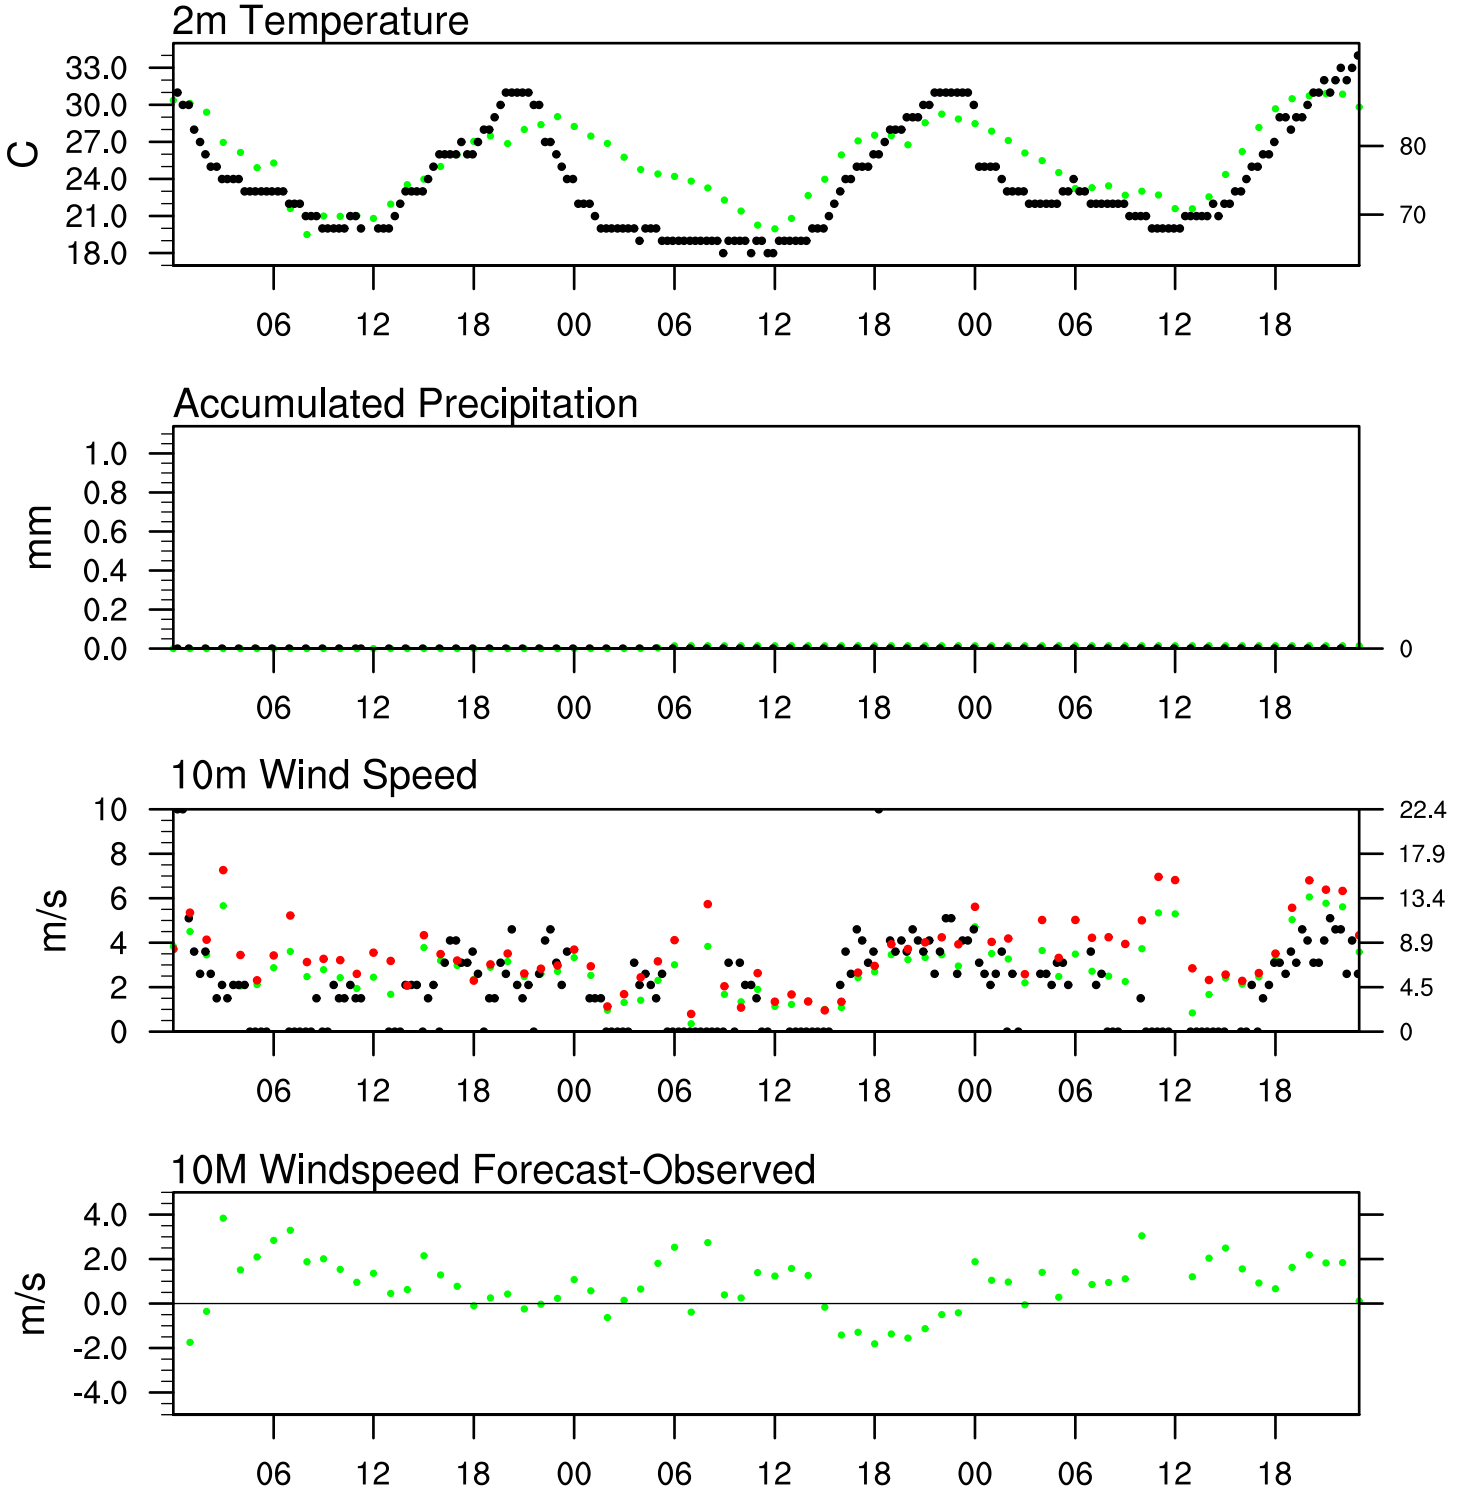 2m Temperature
C
33.0
30.0
27.0
24.0
21.0
18.0
80
70
06 12 18 00 06 12 18 00 06 12 18
Accumulated Precipitation
mm
1.0
0.8
0.6
0.4
0.2
0.0
0
06 12 18 00 06 12 18 00 06 12 18
10m Wind Speed
m/s
10
8
6
4
2
0
22.4
17.9
13.4
8.9
4.5
0
06 12 18 00 06 12 18 00 06 12 18
10M Windspeed Forecast-Observed
m/s
4.0
2.0
0.0
-2.0
-4.0
06 12 18 00 06 12 18 00 06 12 18